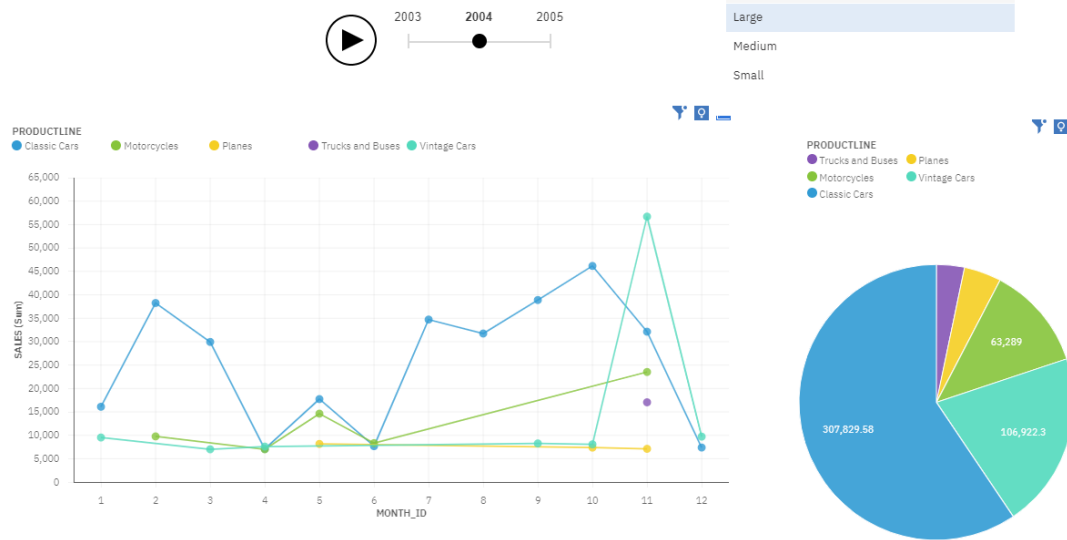 2003 2004 2005
Large
Medium
Small
PRODUCTLINE
Classic Cars Motorcycles Planes Trucks and Buses Vintage Cars
65,000
60,000
55,000
50,000
45,000
40,000
35,000
30,000
25,000
20,000
15,000
10,000
5,000
0
SALES (Sum)
1 2 3 4 5 6 7 8 9 10 11 12
MONTH_ID
PRODUCTLINE
Trucks and Buses Planes
Motorcycles Vintage Cars
Classic Cars
63,289
106,922.3
307,829.58